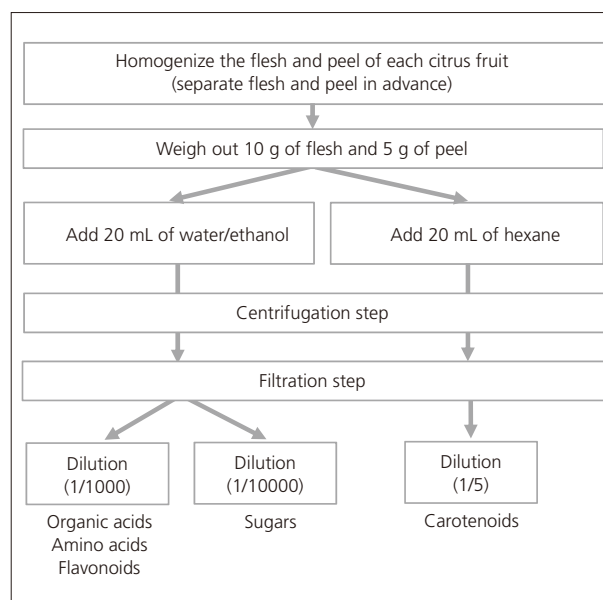 Homogenize the flesh and peel of each citrus fruit
(separate flesh and peel in advance)
Weigh out 10 g of flesh and 5 g of peel
Add 20 mL of water/ethanol
Add 20 mL of hexane
Centrifugation step
Filtration step
Dilution
(1/1000)
Organic acids
Amino acids
Flavonoids
Dilution
(1/10000)
Sugars
Dilution
(1/5)
Carotenoids